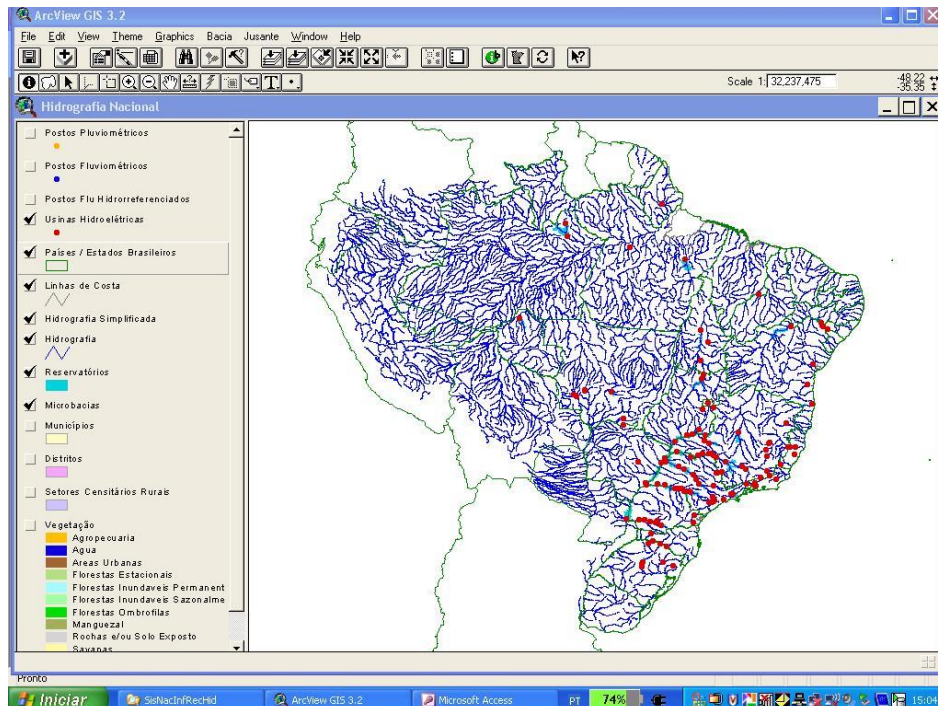 ArcView GIS 3.2
File Edit View Theme Graphics Bacia Jusante Window Help
Scale 1: 32,237,475
-48.22
-35.35
Hidrografia Nacional
Postos Pluviométricos
Postos Fluviométricos
Postos Flu Hidrorreferenciados
Usinas Hidroelétricas
Países / Estados Brasileiros
Linhas de Costa
Hidrografia Simplificada
Hidrografia
Reservatórios
Microbacias
Municípios
Distritos
Setores Censitários Rurais
Vegetação
Agropecuaria
Agua
Areas Urbanas
Florestas Estacionais
Florestas Inundaveis Permanent
Florestas Inundaveis Sazonalme
Florestas Ombrofilas
Manguezal
Rochas e/ou Solo Exposto
Savanas
Pronto
Iniciar
SisNacInfRecHid
ArcView GIS 3.2
Microsoft Access
PT
74%
15:04